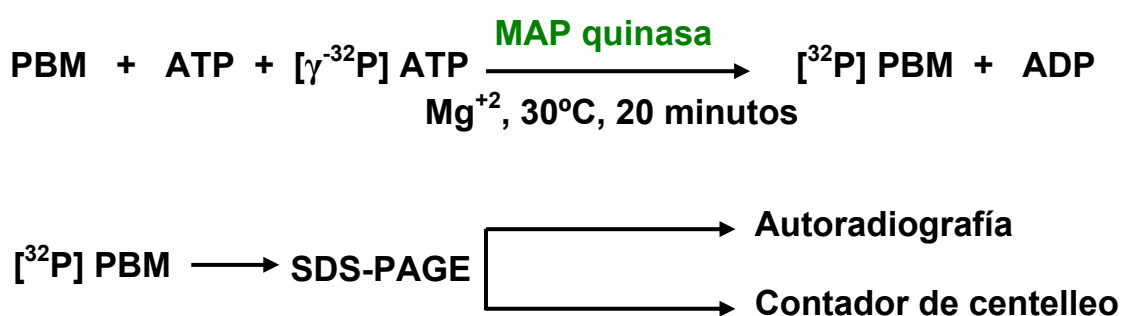 MAP quinasa
PBM + ATP + [γ-³²P] ATP [³²P] PBM + ADP
Mg⁺², 30ºC, 20 minutos
Autoradiografía
[³²P] PBM SDS-PAGE
Contador de centelleo